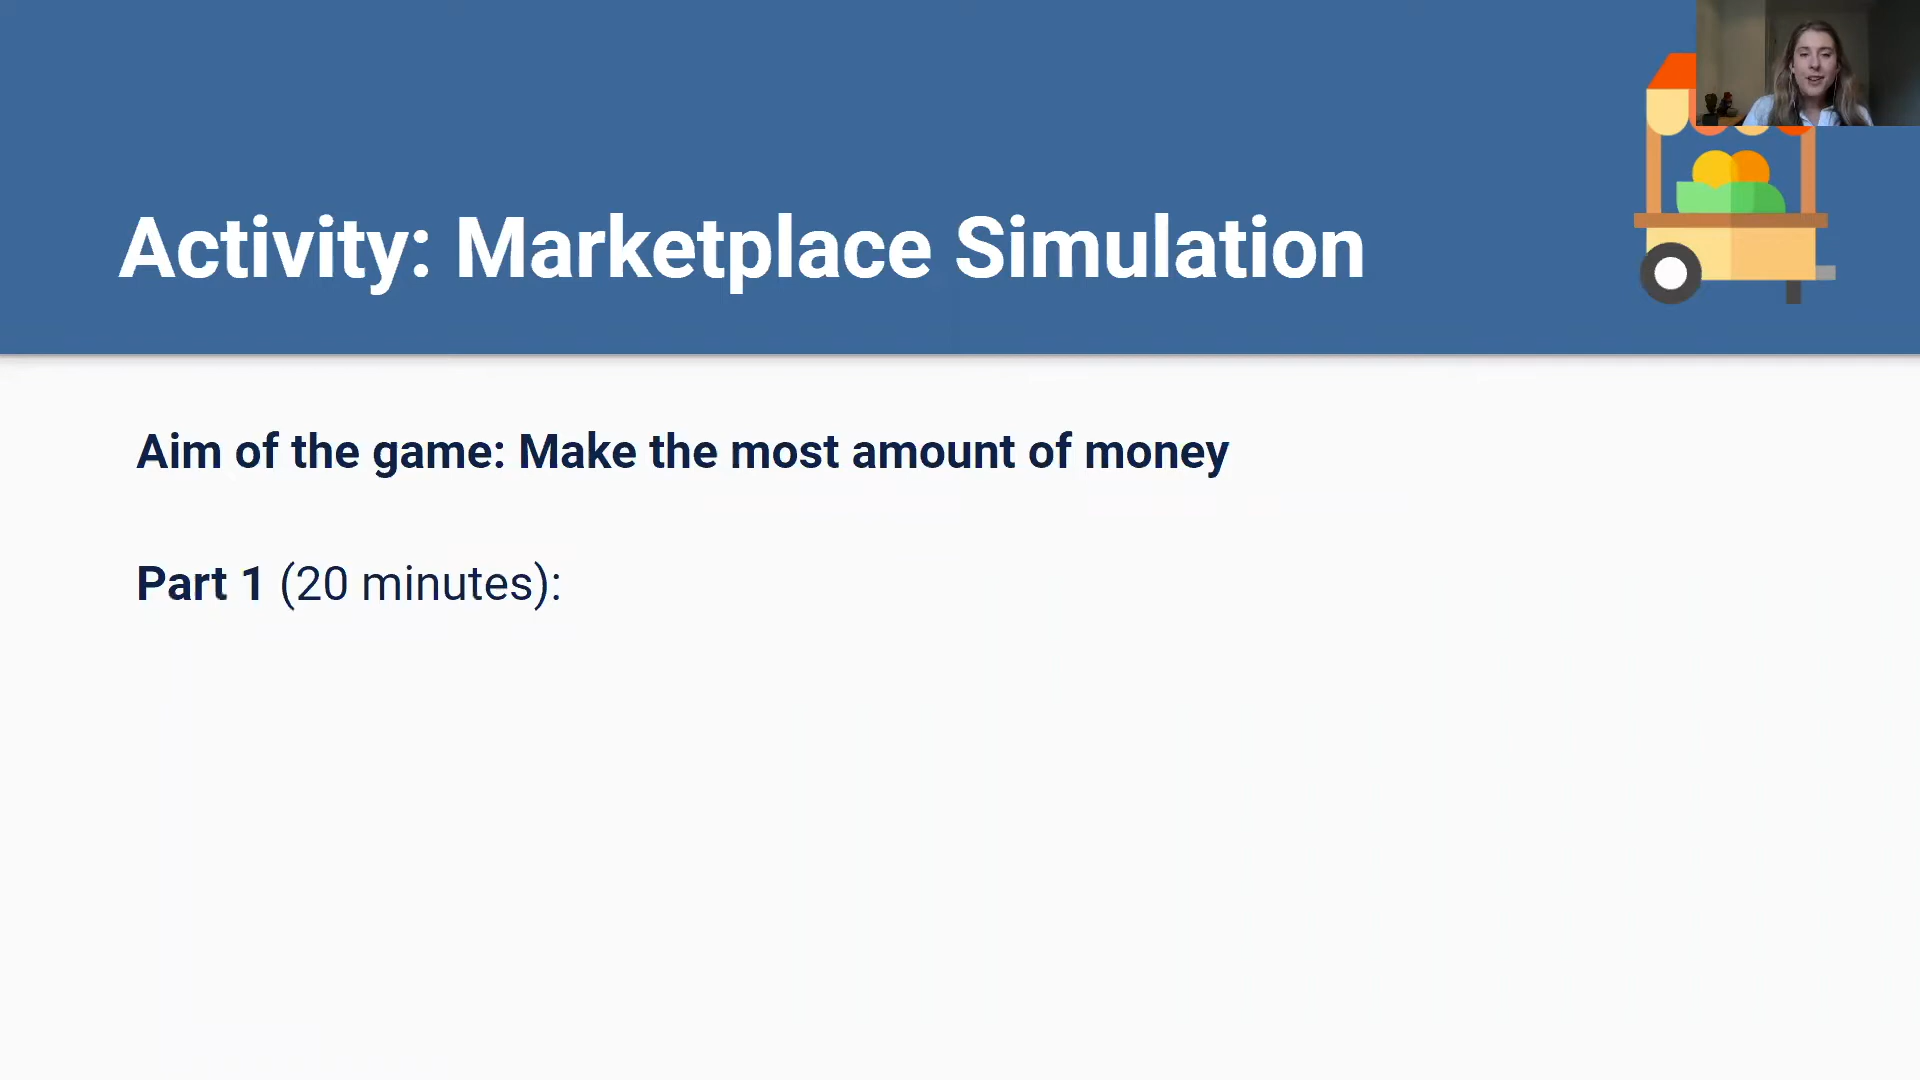 Activity: Marketplace Simulation
Aim of the game: Make the most amount of money
Part 1 (20 minutes):